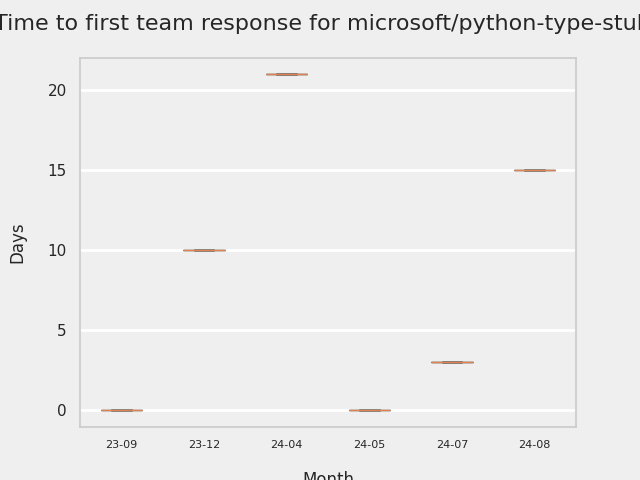 Time to first team response for microsoft/python-type-stu
Days
20
15
10
5
0
23-09 23-12 24-04 24-05 24-07 24-08
Month